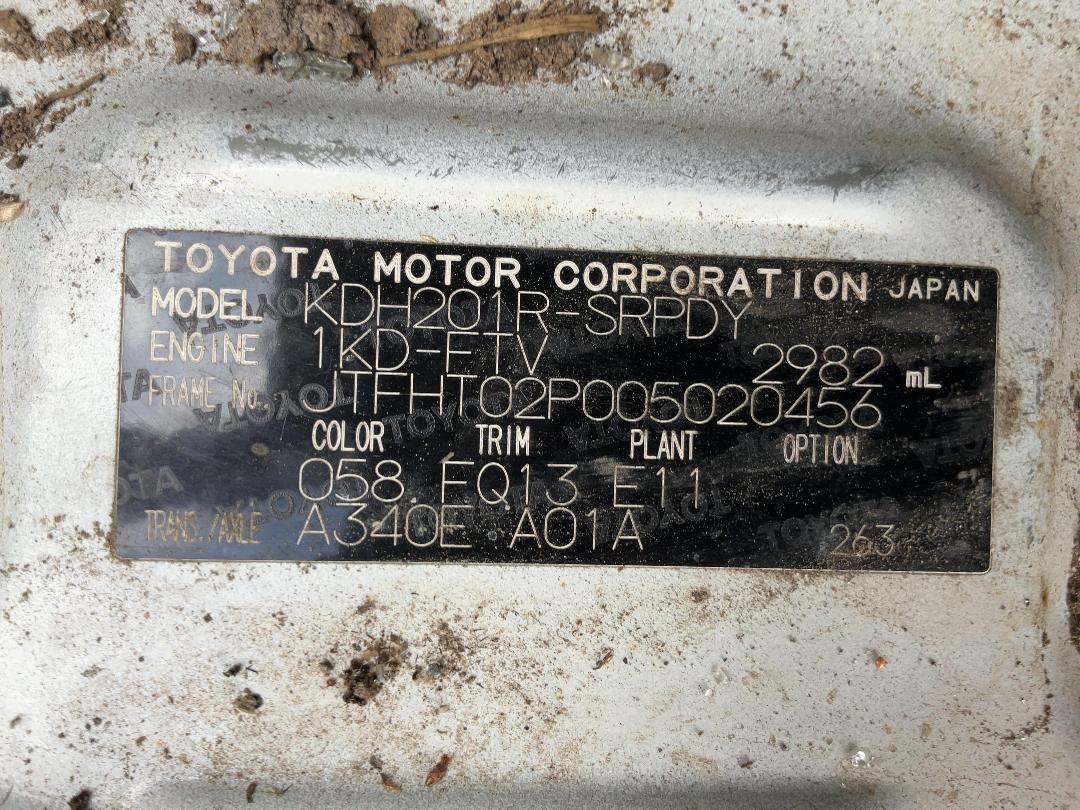 TOYOTA MOTOR CORPORATION JAPAN
MODEL KDH201R-SRPDY
ENGINE 1KD-FTV 2982 mL
FRAME No. JTFHT02P005020456
COLOR TRIM PLANT OPTION
058 FQ13 E11
TRANS./AXLE A340E A01A 263